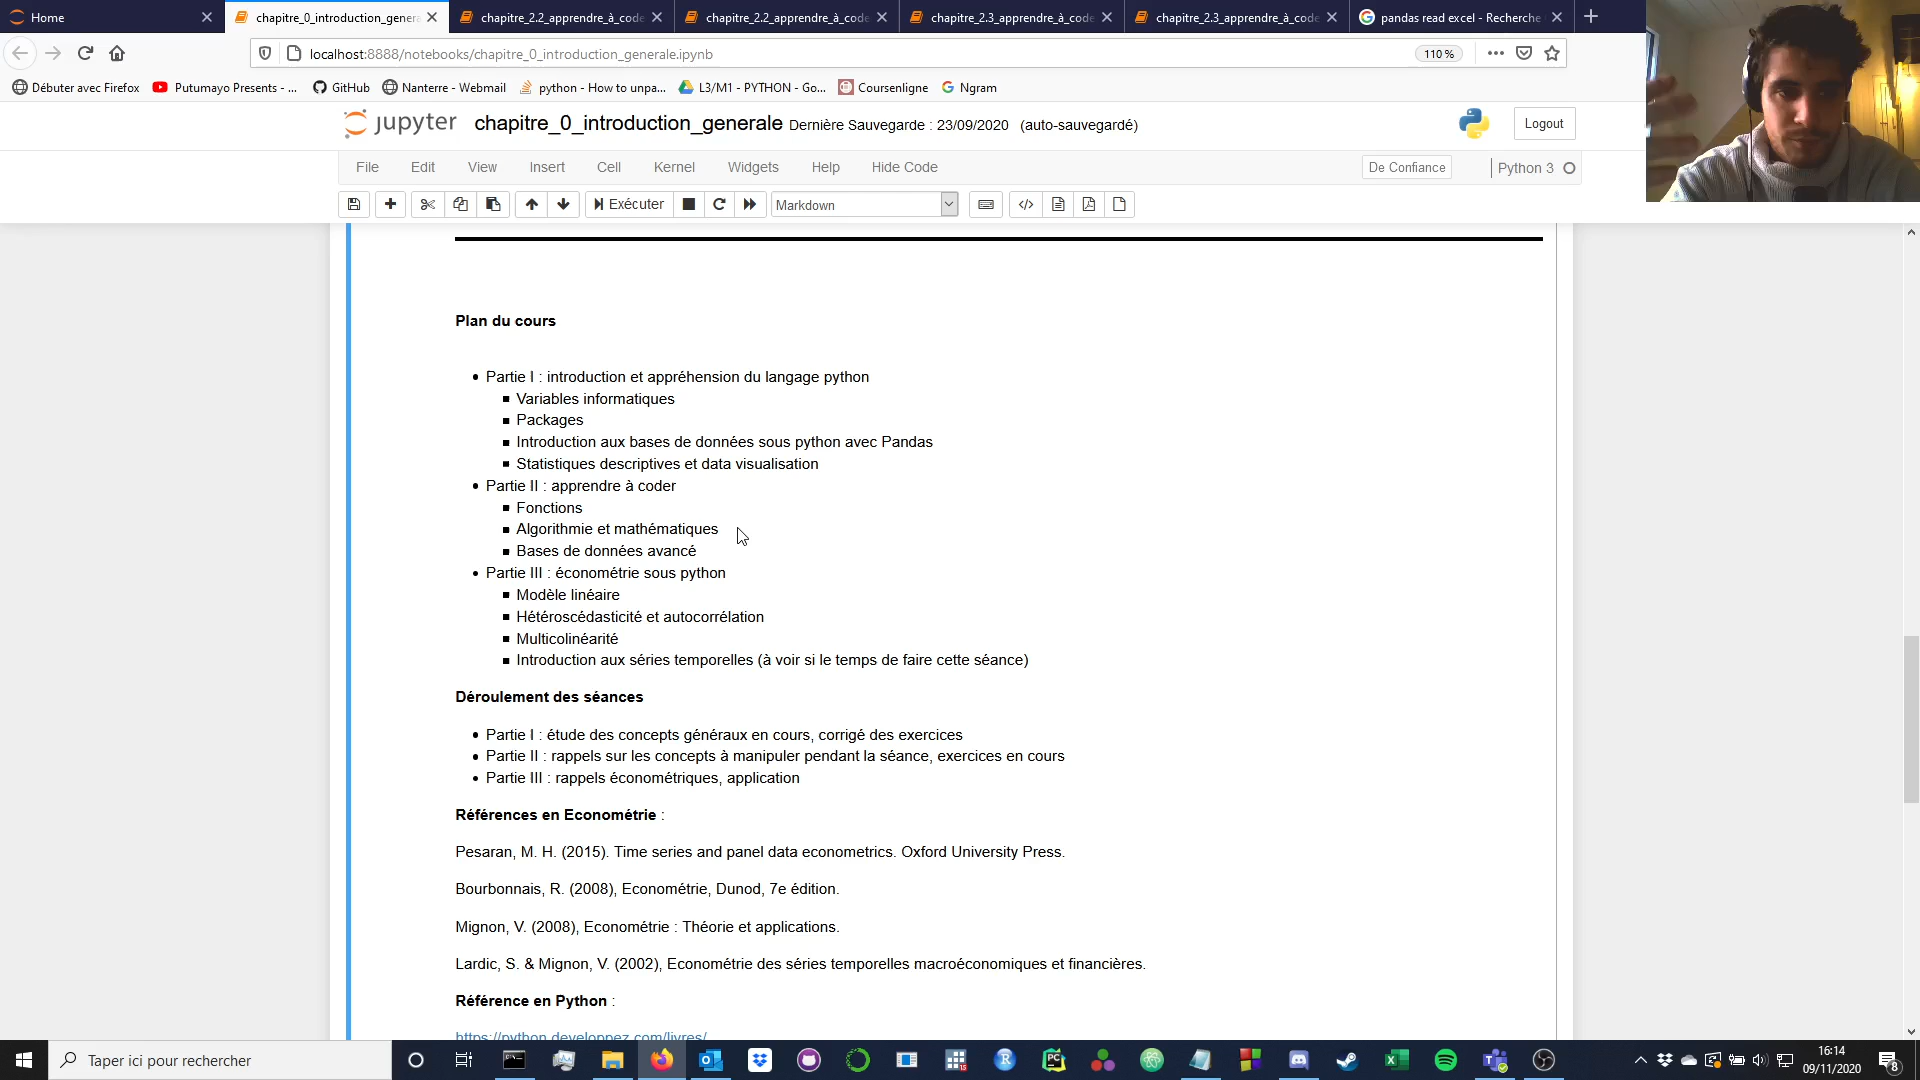 Home
chapitre_0_introduction_genera
chapitre_2.2_apprendre_à_code
chapitre_2.2_apprendre_à_code
chapitre_2.3_apprendre_à_code
chapitre_2.3_apprendre_à_code
pandas read excel - Recherche
localhost:8888/notebooks/chapitre_0_introduction_generale.ipynb
110 %
Débuter avec Firefox
Putumayo Presents - ...
GitHub
Nanterre - Webmail
python - How to unpa...
L3/M1 - PYTHON - Go...
Coursenligne
Ngram
jupyter
chapitre_0_introduction_generale Dernière Sauvegarde : 23/09/2020 (auto-sauvegardé)
Logout
File Edit View Insert Cell Kernel Widgets Help Hide Code
De Confiance
Python 3
Exécuter
Markdown
Plan du cours
• Partie I : introduction et appréhension du langage python
▪ Variables informatiques
▪ Packages
▪ Introduction aux bases de données sous python avec Pandas
▪ Statistiques descriptives et data visualisation
• Partie II : apprendre à coder
▪ Fonctions
▪ Algorithmie et mathématiques
▪ Bases de données avancé
• Partie III : économétrie sous python
▪ Modèle linéaire
▪ Hétéroscédasticité et autocorrélation
▪ Multicolinéarité
▪ Introduction aux séries temporelles (à voir si le temps de faire cette séance)
Déroulement des séances
• Partie I : étude des concepts généraux en cours, corrigé des exercices
• Partie II : rappels sur les concepts à manipuler pendant la séance, exercices en cours
• Partie III : rappels économétriques, application
Références en Econométrie :
Pesaran, M. H. (2015). Time series and panel data econometrics. Oxford University Press.
Bourbonnais, R. (2008), Econométrie, Dunod, 7e édition.
Mignon, V. (2008), Econométrie : Théorie et applications.
Lardic, S. & Mignon, V. (2002), Econométrie des séries temporelles macroéconomiques et financières.
Référence en Python :
https://python.developpez.com/livres/
Taper ici pour rechercher
16:14
09/11/2020
8